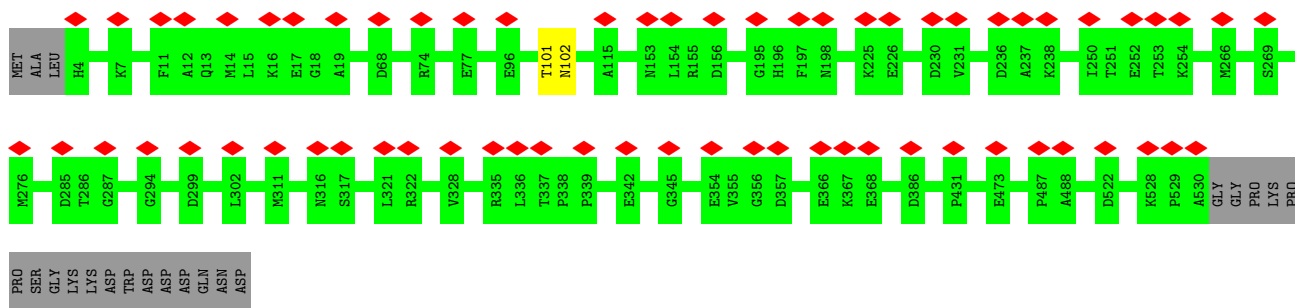 MET ALA LEU H4 K7 F11 A12 Q13 M14 L15 K16 E17 G18 A19 D68 R74 E77 E96 T101 N102 A115 N153 L154 R155 D156 G195 H196 F197 N198 K225 E226 D230 V231 D236 A237 K238 I250 T251 E252 T253 K254 M266 S269
M276 D285 T286 G287 G294 D299 L302 M311 N316 S317 L321 R322 V328 R335 L336 T337 P338 P339 E342 G345 E354 V355 G356 D357 E366 K367 E368 D386 P431 E473 P487 A488 D522 K528 P529 A530 GLY GLY PRO LYS PRO
PRO SER GLY LYS LYS ASP TRP ASP ASP ASP GLN ASN ASP